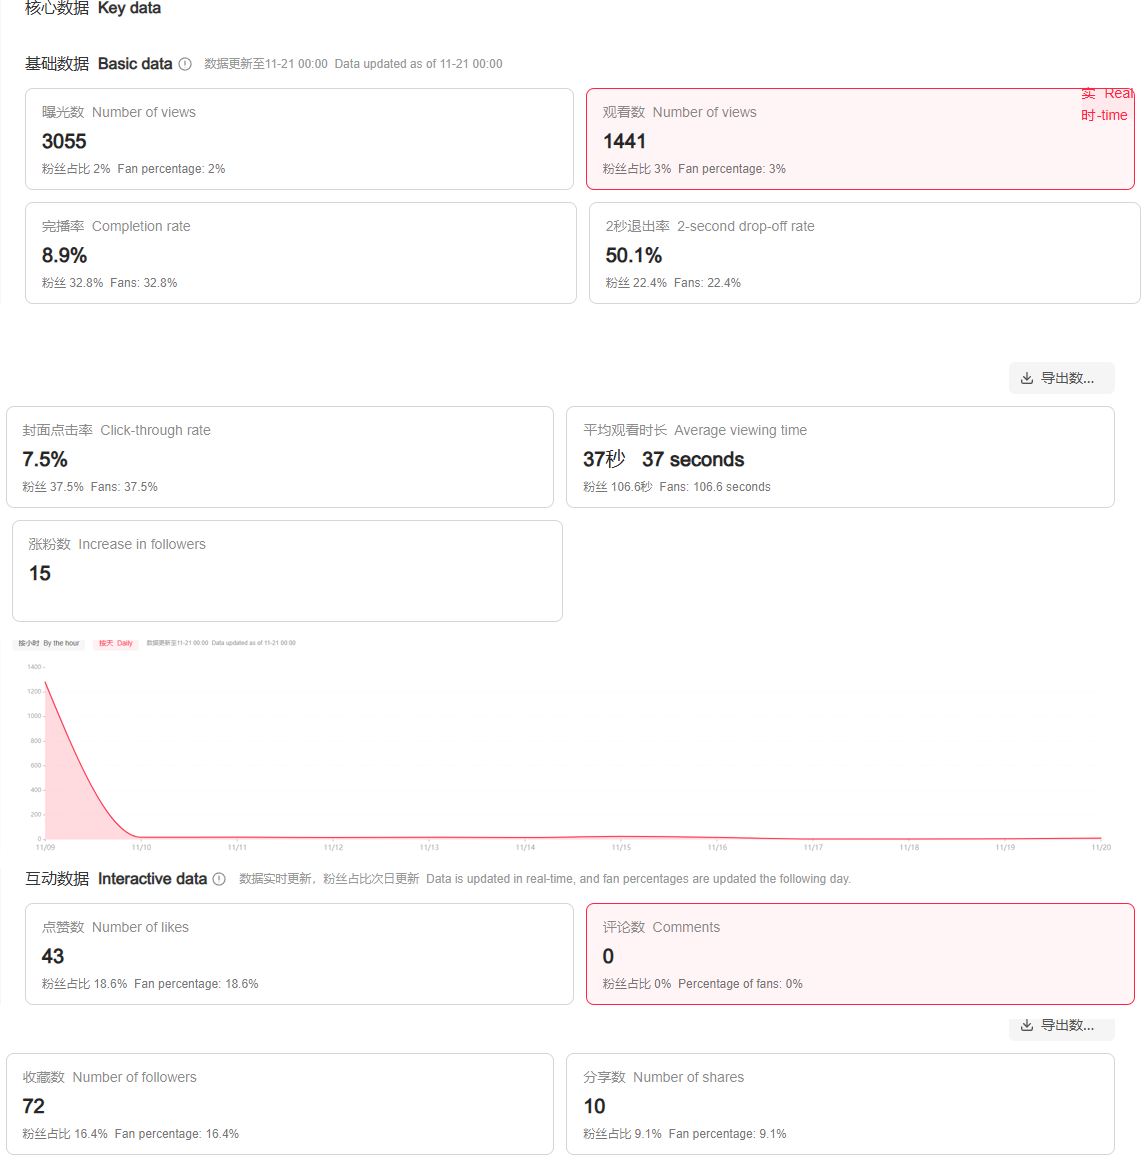 核心数据 Key data
基础数据 Basic data 数据更新至11-21 00:00 Data updated as of 11-21 00:00
曝光数 Number of views
3055
粉丝占比 2% Fan percentage: 2%
观看数 Number of views
实时 Real-time
1441
粉丝占比 3% Fan percentage: 3%
完播率 Completion rate
8.9%
粉丝 32.8% Fans: 32.8%
2秒退出率 2-second drop-off rate
50.1%
粉丝 22.4% Fans: 22.4%
导出数...
封面点击率 Click-through rate
7.5%
粉丝 37.5% Fans: 37.5%
平均观看时长 Average viewing time
37秒 37 seconds
粉丝 106.6秒 Fans: 106.6 seconds
涨粉数 Increase in followers
15
按小时 By the hour 按天 Daily 数据更新至11-21 00:00 Data updated as of 11-21 00:00
1400
1200
1000
800
600
400
200
0
11/09 11/10 11/11 11/12 11/13 11/14 11/15 11/16 11/17 11/18 11/19 11/20
互动数据 Interactive data 数据实时更新，粉丝占比次日更新 Data is updated in real-time, and fan percentages are updated the following day.
点赞数 Number of likes
43
粉丝占比 18.6% Fan percentage: 18.6%
评论数 Comments
0
粉丝占比 0% Percentage of fans: 0%
导出数...
收藏数 Number of followers
72
粉丝占比 16.4% Fan percentage: 16.4%
分享数 Number of shares
10
粉丝占比 9.1% Fan percentage: 9.1%